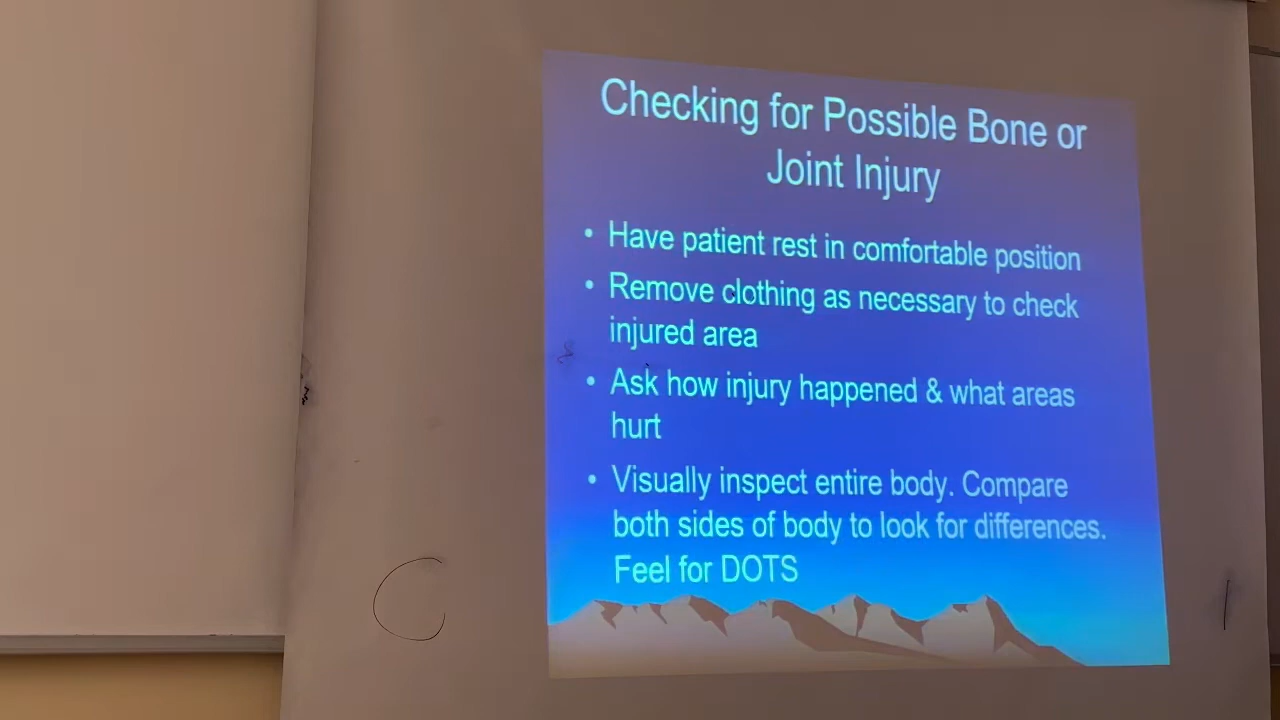 Checking for Possible Bone or
Joint Injury
• Have patient rest in comfortable position
• Remove clothing as necessary to check
injured area
• Ask how injury happened & what areas
hurt
• Visually inspect entire body. Compare
both sides of body to look for differences.
Feel for DOTS